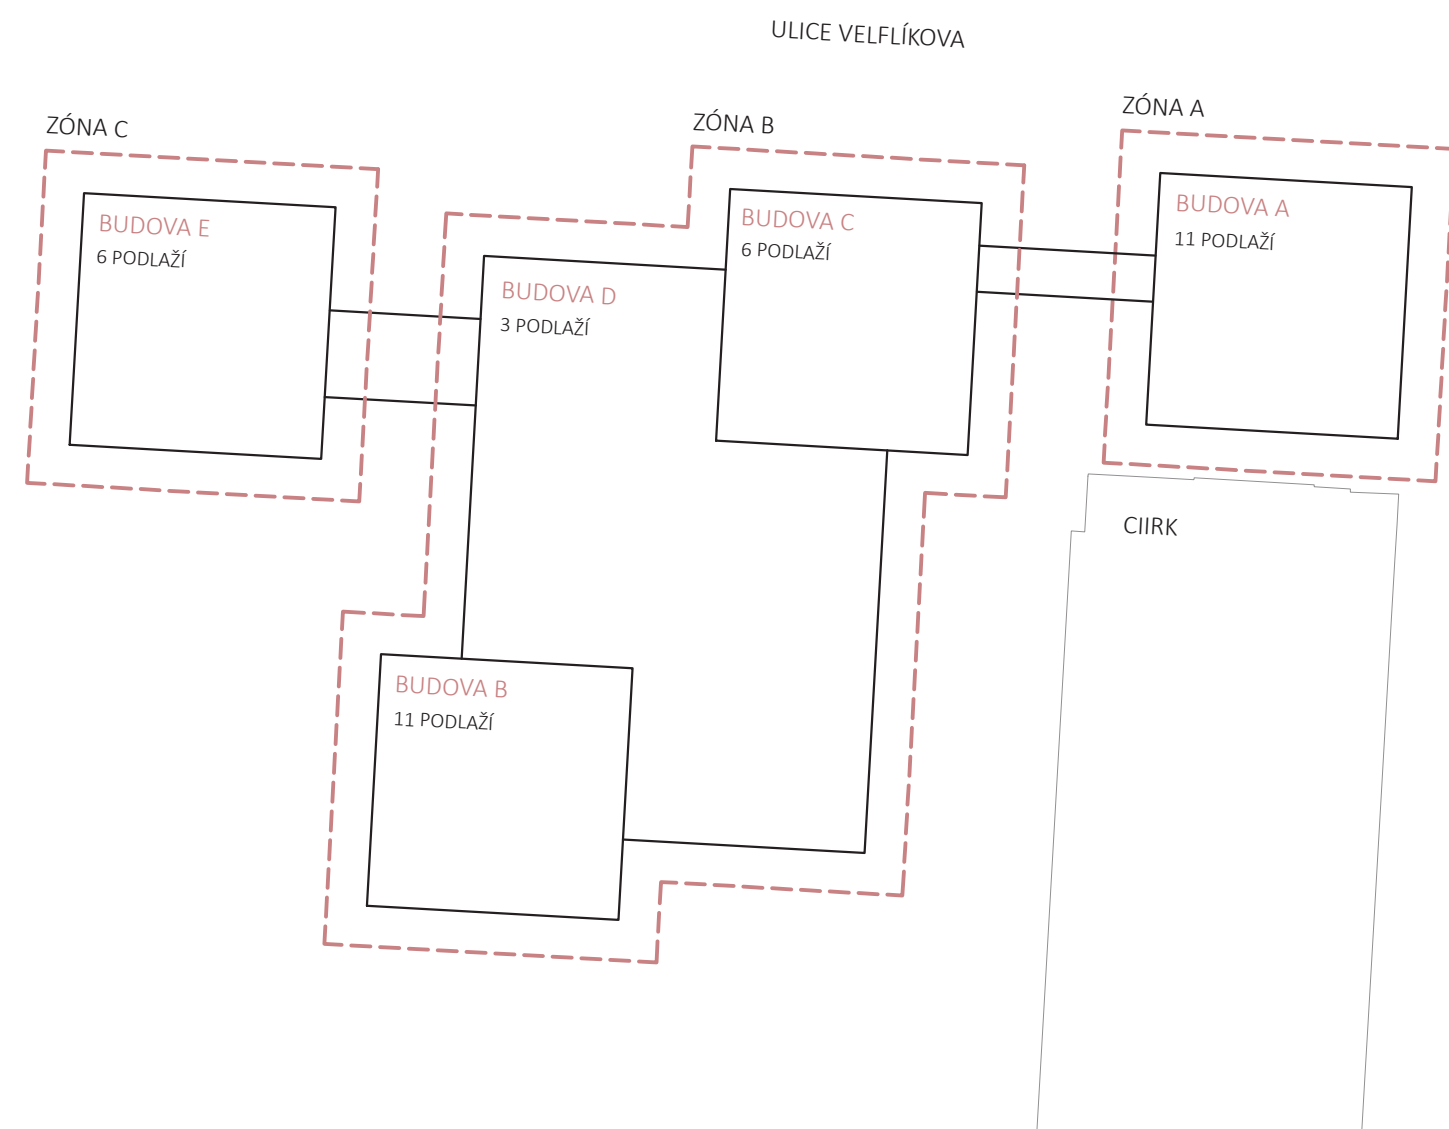 ULICE VELFLÍKOVA
ZÓNA C
ZÓNA B
ZÓNA A
BUDOVA E
6 PODLAŽÍ
BUDOVA C
6 PODLAŽÍ
BUDOVA A
11 PODLAŽÍ
BUDOVA D
3 PODLAŽÍ
CIIRK
BUDOVA B
11 PODLAŽÍ